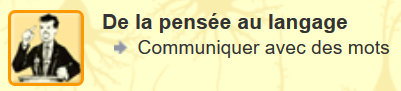 De la pensée au langage
Communiquer avec des mots